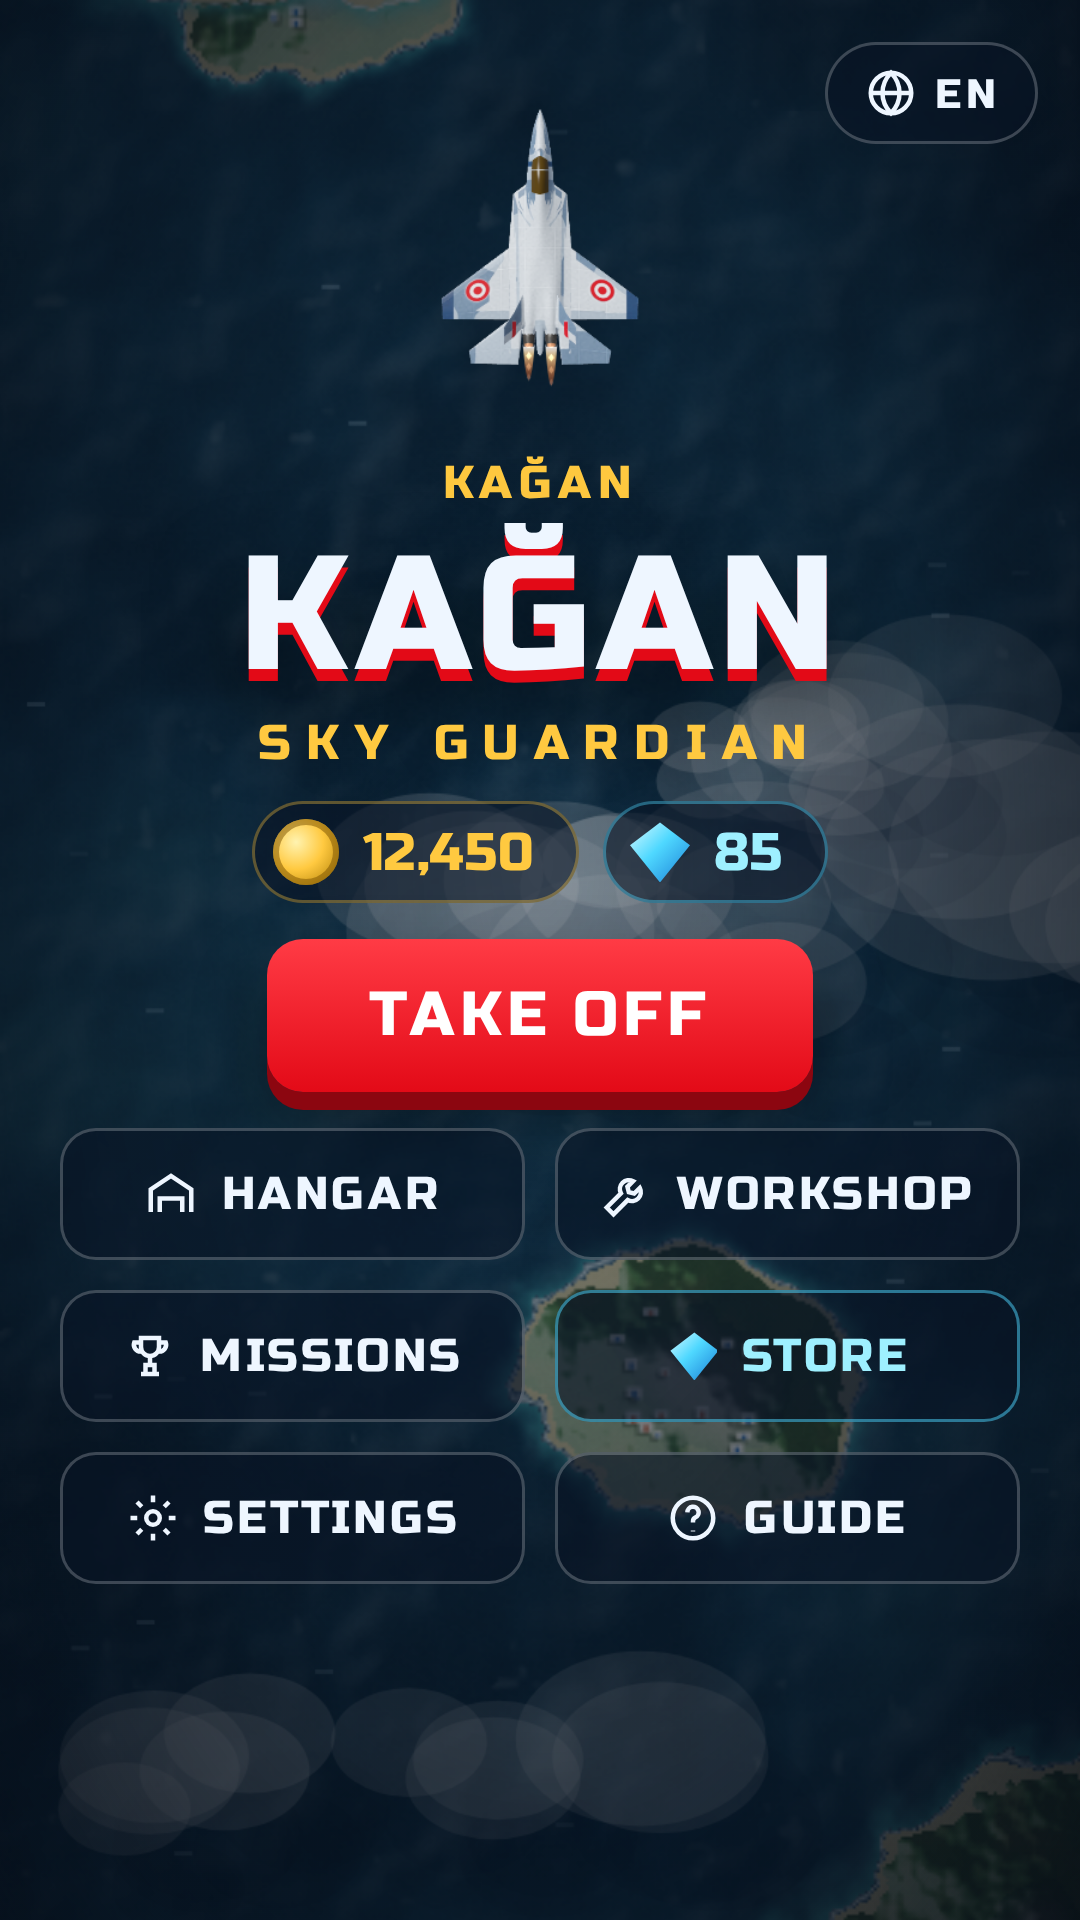 EN
KAĞAN
KAĞAN
SKY GUARDIAN
12,450
85
TAKE OFF
HANGAR
WORKSHOP
MISSIONS
STORE
SETTINGS
GUIDE